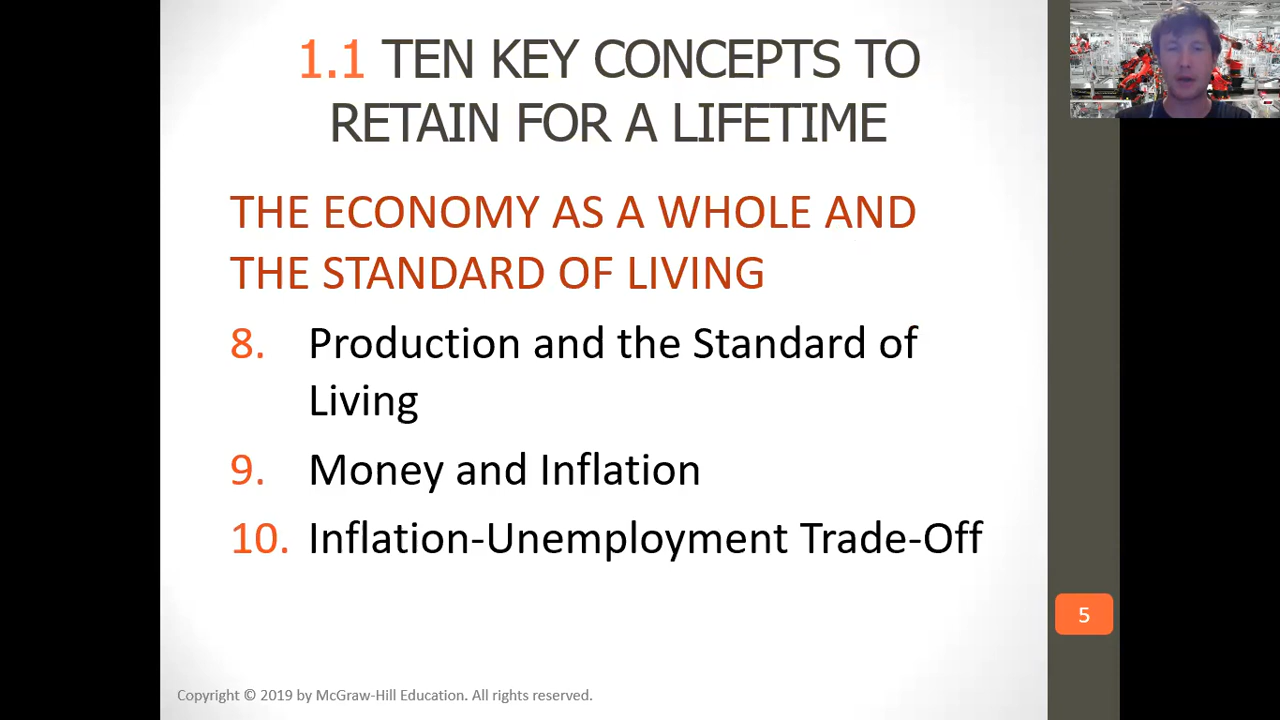 1.1 TEN KEY CONCEPTS TO
RETAIN FOR A LIFETIME
THE ECONOMY AS A WHOLE AND
THE STANDARD OF LIVING
8. Production and the Standard of
Living
9. Money and Inflation
10. Inflation-Unemployment Trade-Off
5
Copyright © 2019 by McGraw-Hill Education. All rights reserved.